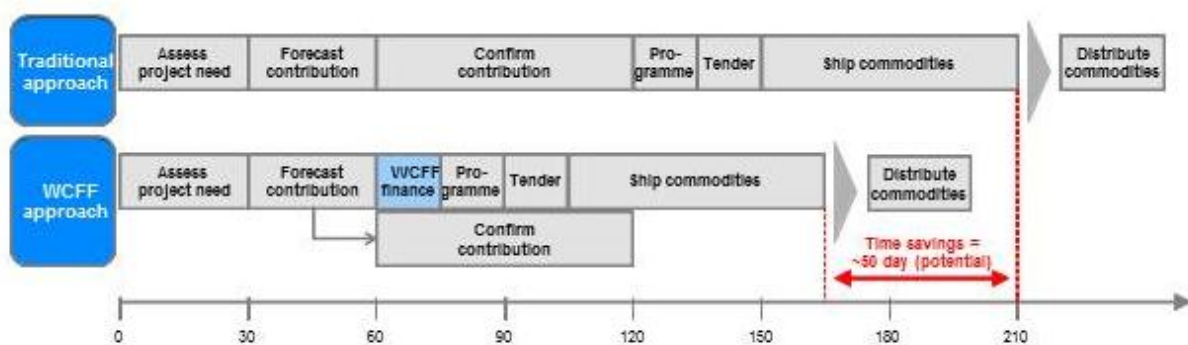 Traditional
approach
Assess
project need
Forecast
contribution
Confirm
contribution
Pro-
gramme
Tender
Ship commodities
Distribute
commodities
WCFF
approach
Assess
project need
Forecast
contribution
WCFF
finance
Pro-
gramme
Tender
Ship commodities
Distribute
commodities
Confirm
contribution
Time savings =
~50 day (potential)
0 30 60 90 120 150 180 210